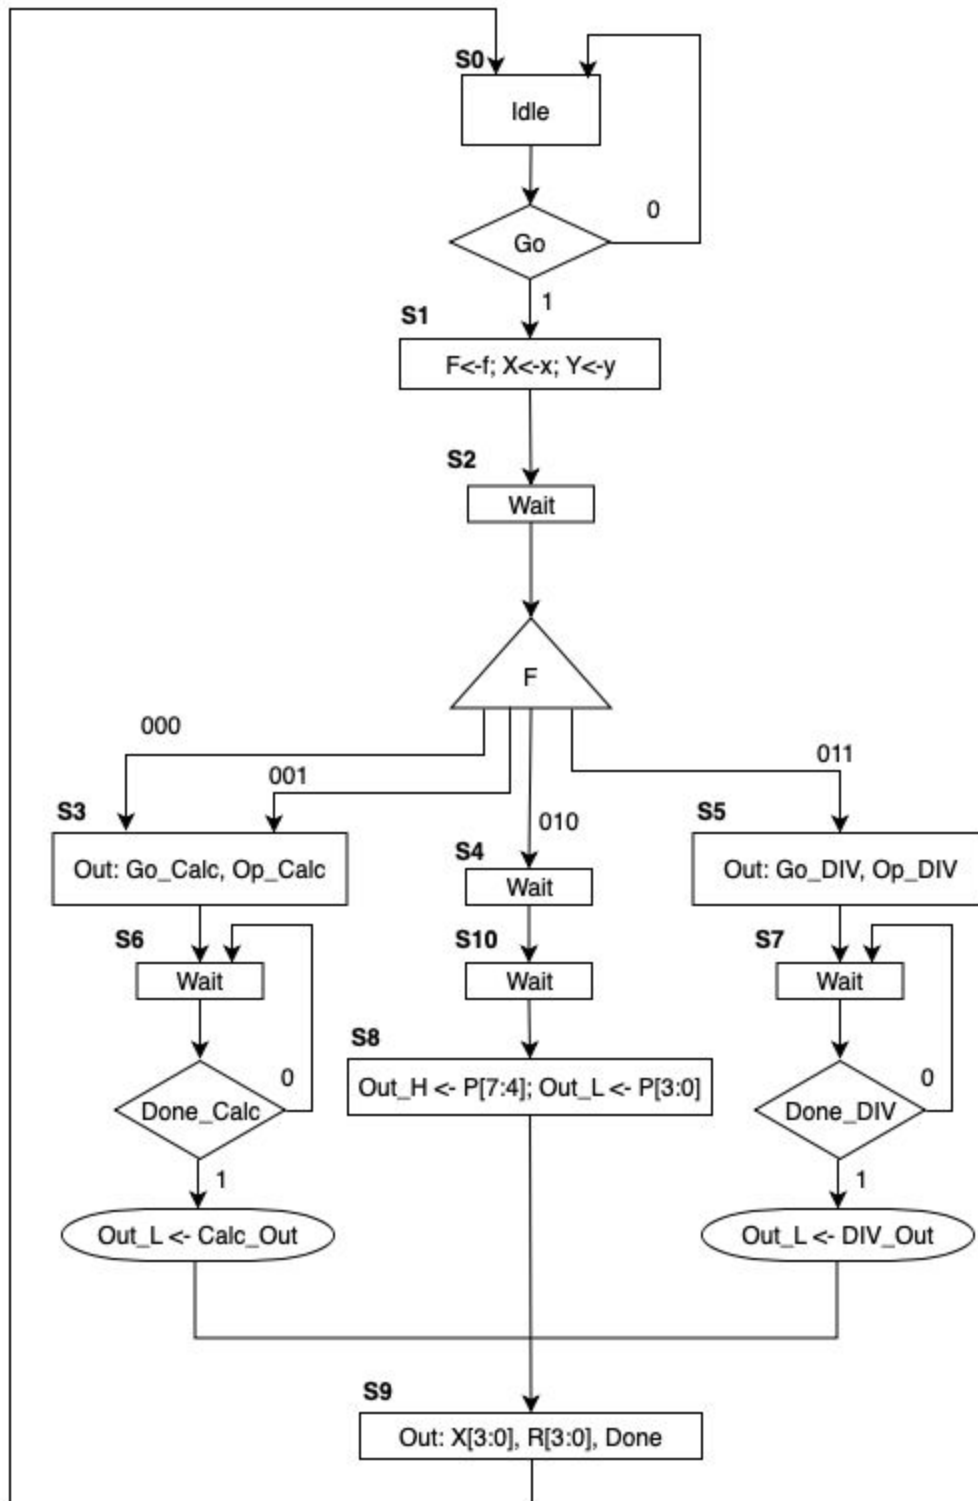 S0
Idle
0
Go
1
S1
F<-f; X<-x; Y<-y
S2
Wait
F
000
001
010
011
S3
Out: Go_Calc, Op_Calc
S4
Wait
S5
Out: Go_DIV, Op_DIV
S6
Wait
S10
Wait
S7
Wait
S8
Out_H <- P[7:4]; Out_L <- P[3:0]
0
Done_Calc
1
0
Done_DIV
1
Out_L <- Calc_Out
Out_L <- DIV_Out
S9
Out: X[3:0], R[3:0], Done